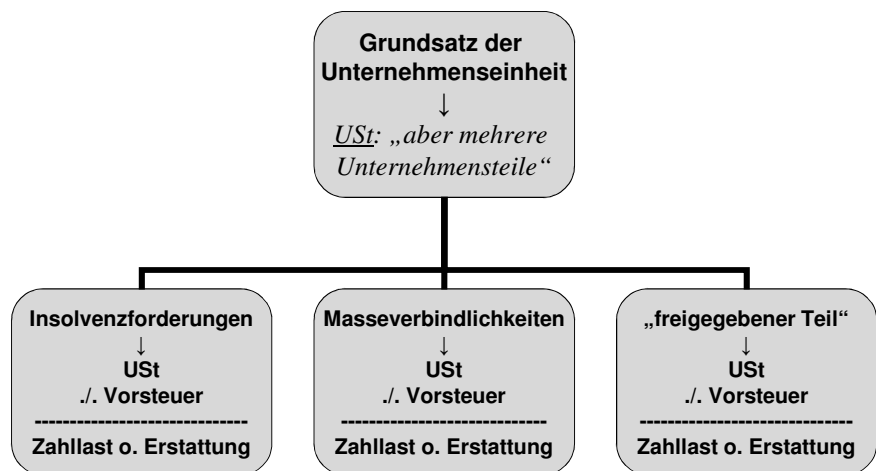 Grundsatz der
Unternehmenseinheit
↓
USt: „aber mehrere
Unternehmensteile“
Insolvenzforderungen
↓
USt
./. Vorsteuer
-------------------------------
Zahllast o. Erstattung
Masseverbindlichkeiten
↓
USt
./. Vorsteuer
------------------------------
Zahllast o. Erstattung
„freigegebener Teil“
↓
USt
./. Vorsteuer
-------------------------------
Zahllast o. Erstattung